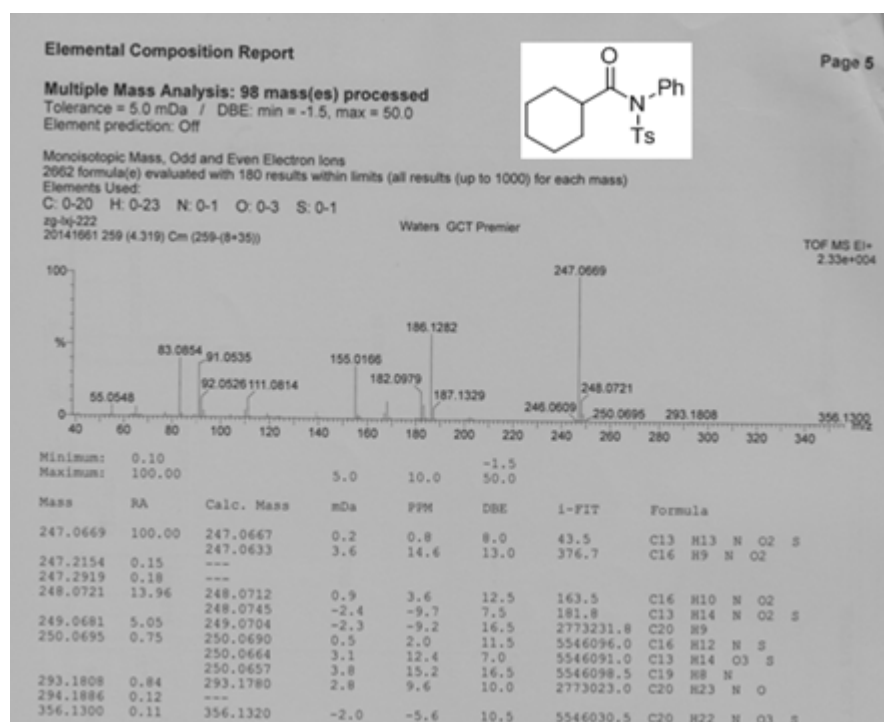 Elemental Composition Report
Page 5
O
N
Ph
Ts
Multiple Mass Analysis: 98 mass(es) processed
Tolerance = 5.0 mDa / DBE: min = -1.5, max = 50.0
Element prediction: Off
Monoisotopic Mass, Odd and Even Electron Ions
2662 formula(e) evaluated with 180 results within limits (all results (up to 1000) for each mass)
Elements Used:
C: 0-20 H: 0-23 N: 0-1 O: 0-3 S: 0-1
zg-lxj-222
Waters GCT Premier
20141661 259 (4.319) Cm (259-(8+35))
TOF MS EI+
2.33e+004
100
%
0
247.0669
186.1282
83.0854
91.0535
155.0166
182.0979
92.0526
111.0814
187.1329
248.0721
55.0548
246.0609
250.0695
293.1808
356.1300
m/z
40 60 80 100 120 140 160 180 200 220 240 260 280 300 320 340
Minimum: 0.10 -1.5
Maximum: 100.00 5.0 10.0 50.0
Mass RA Calc. Mass mDa PPM DBE i-FIT Formula
247.0669 100.00 247.0667 0.2 0.8 8.0 43.5 C13 H13 N O2 S
247.0633 3.6 14.6 13.0 376.7 C16 H9 N O2
247.2154 0.15 ---
247.2919 0.18 ---
248.0721 13.96 248.0712 0.9 3.6 12.5 163.5 C16 H10 N O2
248.0745 -2.4 -9.7 7.5 181.8 C13 H14 N O2 S
249.0681 5.05 249.0704 -2.3 -9.2 16.5 2773231.8 C20 H9
250.0695 0.75 250.0690 0.5 2.0 11.5 5546096.0 C16 H12 N S
250.0664 3.1 12.4 7.0 5546091.0 C13 H14 O3 S
250.0657 3.8 15.2 16.5 5546098.5 C19 H8 N
293.1808 0.84 293.1780 2.8 9.6 10.0 2773023.0 C20 H23 N O
294.1886 0.12 ---
356.1300 0.11 356.1320 -2.0 -5.6 10.5 5546030.5 C20 H22 N O3 S